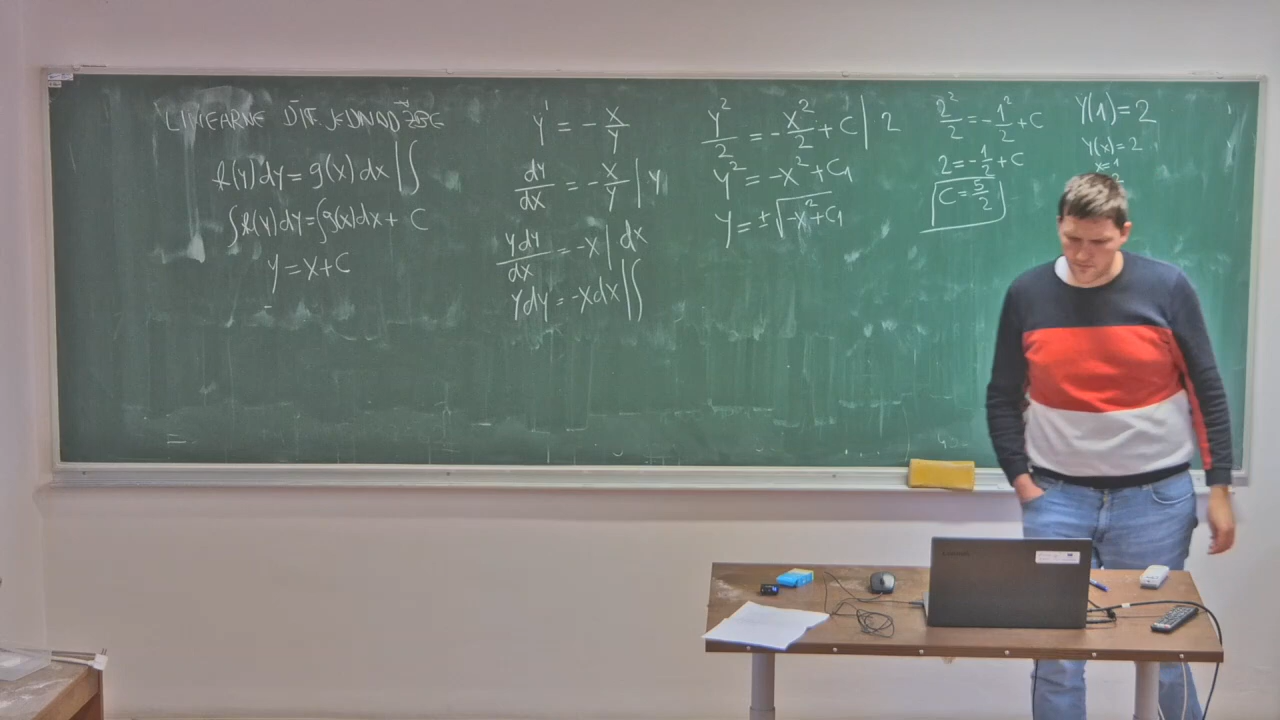 LINEARNE DIF. JEDNADŽBE
h(y)dy = g(x)dx | ∫
∫h(y)dy = ∫g(x)dx + C
y = x + C
y' = -x/y
dy/dx = -x/y | y
ydy/dx = -x | dx
ydy = -xdx | ∫
y²/2 = -x²/2 + C | 2
y² = -x² + C₁
y = ±√(-x² + C₁)
2²/2 = -1²/2 + C
2 = -1/2 + C
C = 5/2
y(1) = 2
y(x) = 2
x = 1